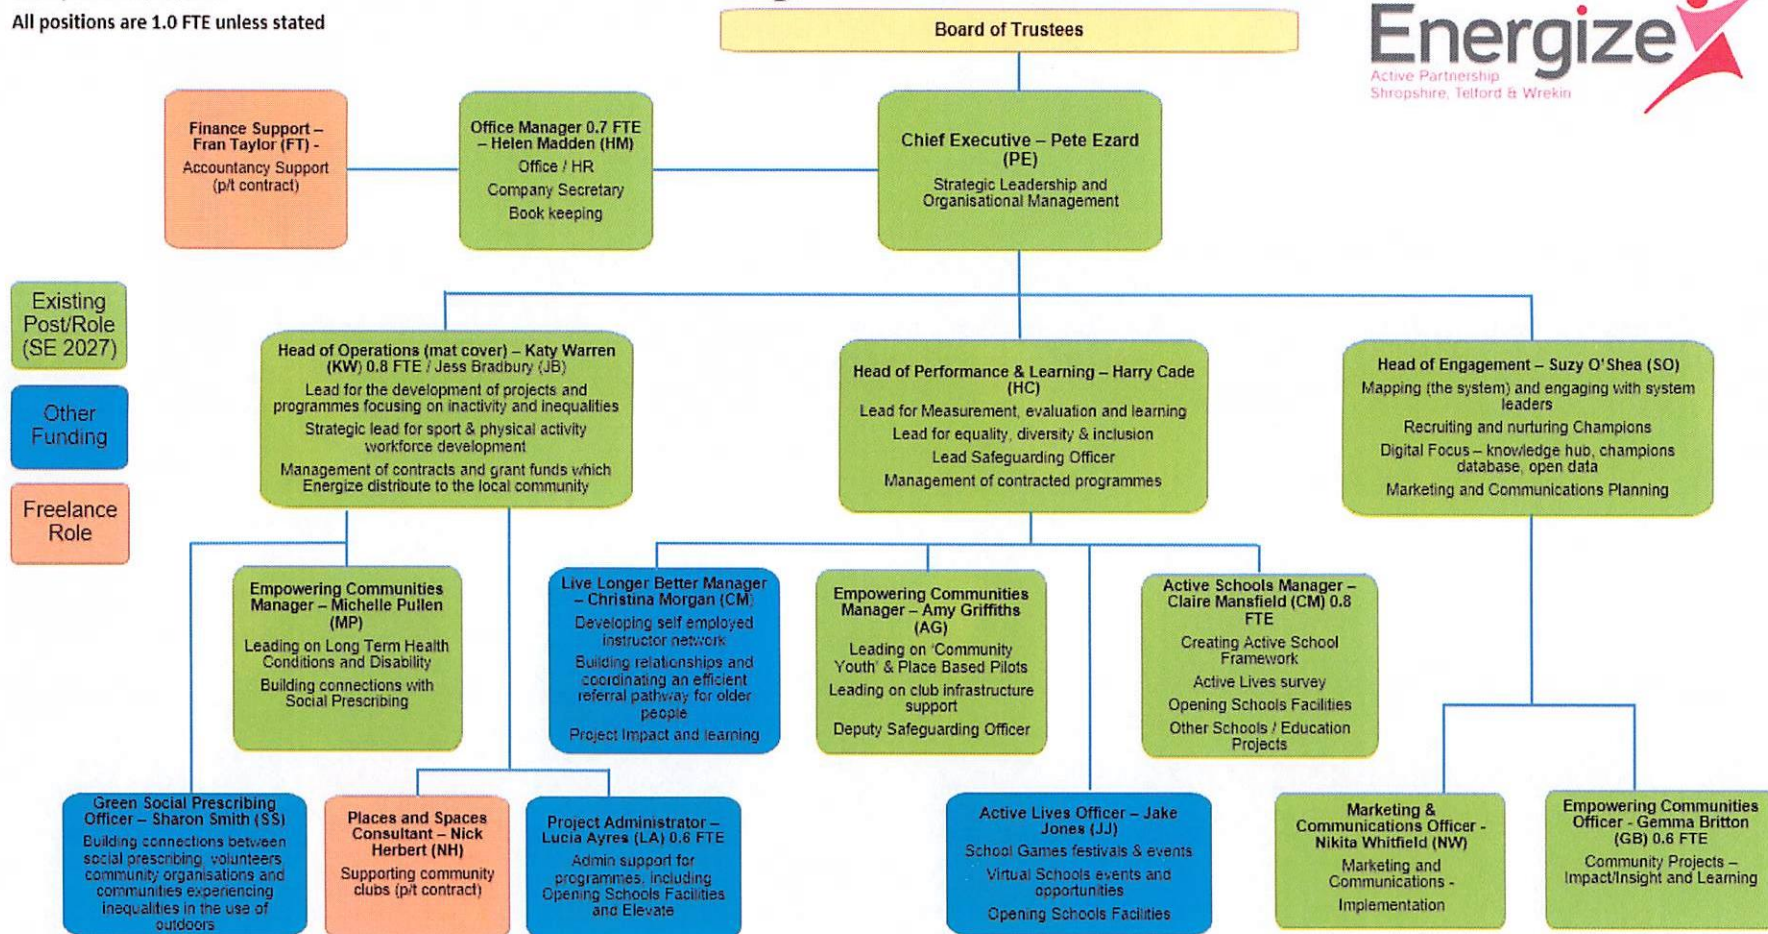 All positions are 1.0 FTE unless stated
Board of Trustees
Energize
Active Partnership
Shropshire, Telford & Wrekin
Finance Support –
Fran Taylor (FT) -
Accountancy Support
(p/t contract)
Office Manager 0.7 FTE
– Helen Madden (HM)
Office / HR
Company Secretary
Book keeping
Chief Executive – Pete Ezard
(PE)
Strategic Leadership and
Organisational Management
Existing
Post/Role
(SE 2027)
Other
Funding
Freelance
Role
Head of Operations (mat cover) – Katy Warren
(KW) 0.8 FTE / Jess Bradbury (JB)
Lead for the development of projects and
programmes focusing on inactivity and inequalities
Strategic lead for sport & physical activity
workforce development
Management of contracts and grant funds which
Energize distribute to the local community
Head of Performance & Learning – Harry Cade
(HC)
Lead for Measurement, evaluation and learning
Lead for equality, diversity & inclusion
Lead Safeguarding Officer
Management of contracted programmes
Head of Engagement – Suzy O'Shea (SO)
Mapping (the system) and engaging with system
leaders
Recruiting and nurturing Champions
Digital Focus – knowledge hub, champions
database, open data
Marketing and Communications Planning
Empowering Communities
Manager – Michelle Pullen
(MP)
Leading on Long Term Health
Conditions and Disability
Building connections with
Social Prescribing
Live Longer Better Manager
– Christina Morgan (CM)
Developing self employed
instructor network
Building relationships and
coordinating an efficient
referral pathway for older
people
Project Impact and learning
Empowering Communities
Manager – Amy Griffiths
(AG)
Leading on 'Community
Youth' & Place Based Pilots
Leading on club infrastructure
support
Deputy Safeguarding Officer
Active Schools Manager –
Claire Mansfield (CM) 0.8
FTE
Creating Active School
Framework
Active Lives survey
Opening Schools Facilities
Other Schools / Education
Projects
Green Social Prescribing
Officer – Sharon Smith (SS)
Building connections between
social prescribing, volunteers,
community organisations and
communities experiencing
inequalities in the use of
outdoors
Places and Spaces
Consultant – Nick
Herbert (NH)
Supporting community
clubs (p/t contract)
Project Administrator –
Lucia Ayres (LA) 0.6 FTE
Admin support for
programmes, including
Opening Schools Facilities
and Elevate
Active Lives Officer – Jake
Jones (JJ)
School Games festivals & events
Virtual Schools events and
opportunities
Opening Schools Facilities
Marketing &
Communications Officer -
Nikita Whitfield (NW)
Marketing and
Communications -
Implementation
Empowering Communities
Officer - Gemma Britton
(GB) 0.6 FTE
Community Projects –
Impact/Insight and Learning